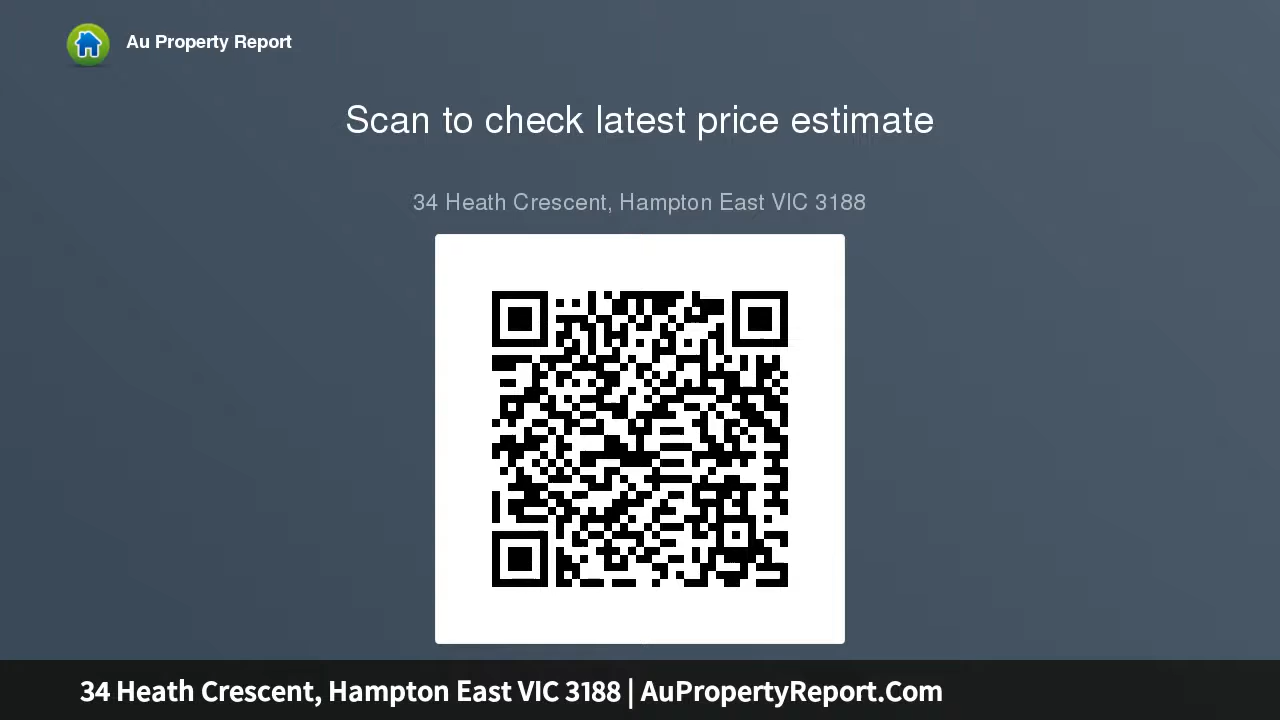 Au Property Report
Scan to check latest price estimate
34 Heath Crescent, Hampton East VIC 3188
34 Heath Crescent, Hampton East VIC 3188 | AuPropertyReport.Com